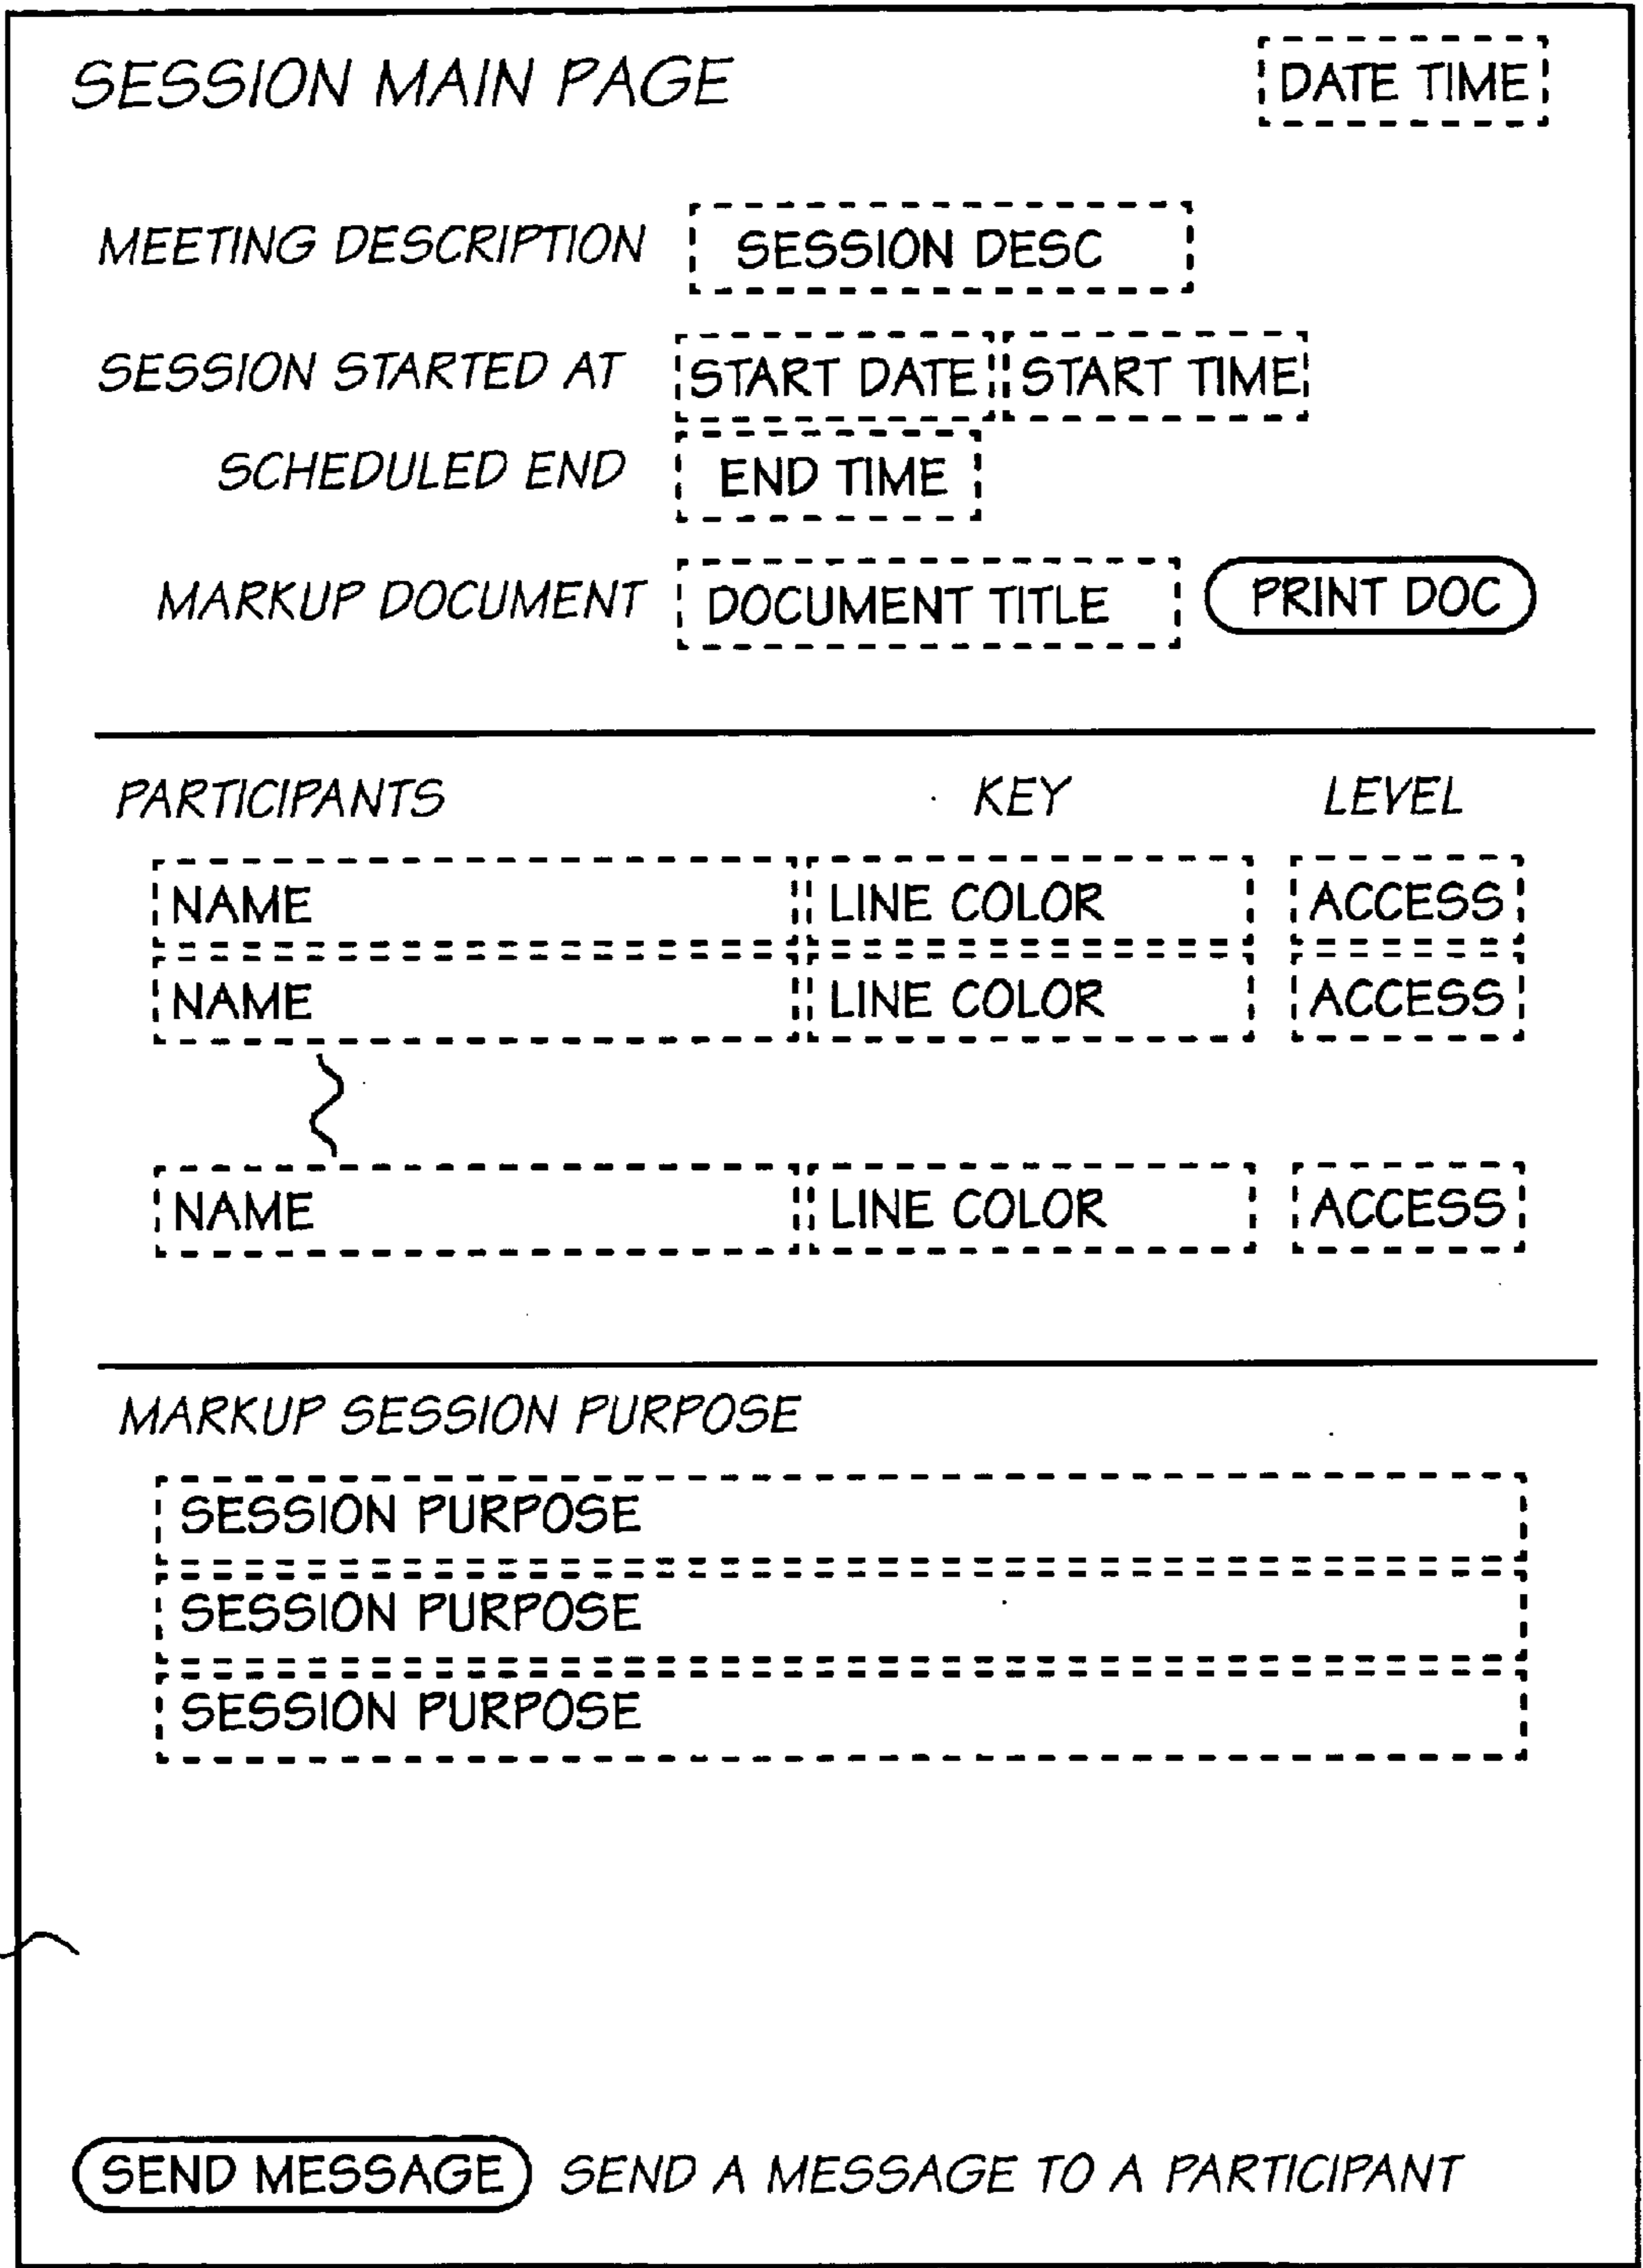 SESSION MAIN PAGE DATE TIME
MEETING DESCRIPTION SESSION DESC
SESSION STARTED AT START DATE START TIME
SCHEDULED END END TIME
MARKUP DOCUMENT DOCUMENT TITLE PRINT DOC
PARTICIPANTS KEY LEVEL
NAME LINE COLOR ACCESS
NAME LINE COLOR ACCESS
NAME LINE COLOR ACCESS
MARKUP SESSION PURPOSE
SESSION PURPOSE
SESSION PURPOSE
SESSION PURPOSE
SEND MESSAGE SEND A MESSAGE TO A PARTICIPANT